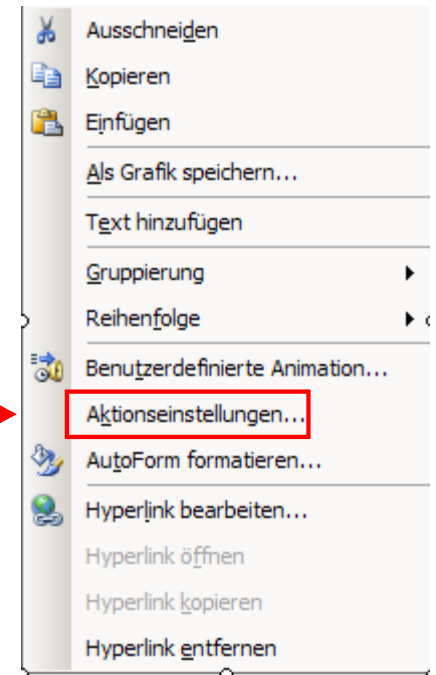 Ausschneiden
Kopieren
Einfügen
Als Grafik speichern...
Text hinzufügen
Gruppierung
Reihenfolge
Benutzerdefinierte Animation...
Aktionseinstellungen...
AutoForm formatieren...
Hyperlink bearbeiten...
Hyperlink öffnen
Hyperlink kopieren
Hyperlink entfernen